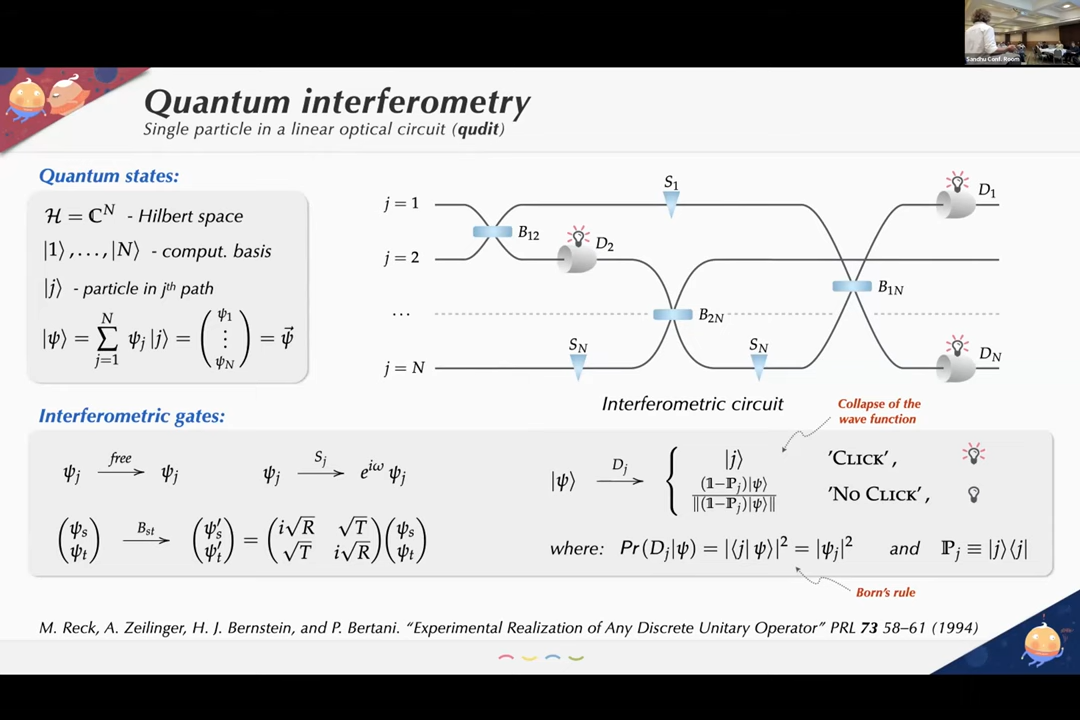 Sandhu Conf. Room
Quantum interferometry
Single particle in a linear optical circuit (qudit)
Quantum states:
ℋ = ℂ^N - Hilbert space
|1⟩, . . . , |N⟩ - comput. basis
|j⟩ - particle in j^th path
|ψ⟩ = ∑_{j=1}^{N} ψ_j |j⟩ = (ψ_1 ⋮ ψ_N) = ψ⃗
j = 1
j = 2
. . .
j = N
B_12
D_2
S_1
S_N
B_2N
S_N
B_1N
D_1
D_N
Interferometric circuit
Interferometric gates:
ψ_j —free→ ψ_j
ψ_j —S_j→ e^{iω} ψ_j
(ψ_s ψ_t) —B_st→ (ψ′_s ψ′_t) = (i√R √T √T i√R) (ψ_s ψ_t)
Collapse of the
wave function
|ψ⟩ —D_j→ { |j⟩ 'CLICK',
(𝟙−ℙ_j)|ψ⟩ / ‖(𝟙−ℙ_j)|ψ⟩‖ 'NO CLICK',
where: Pr(D_j|ψ) = |⟨j|ψ⟩|² = |ψ_j|² and ℙ_j ≡ |j⟩⟨j|
Born's rule
M. Reck, A. Zeilinger, H. J. Bernstein, and P. Bertani. "Experimental Realization of Any Discrete Unitary Operator" PRL 73 58–61 (1994)